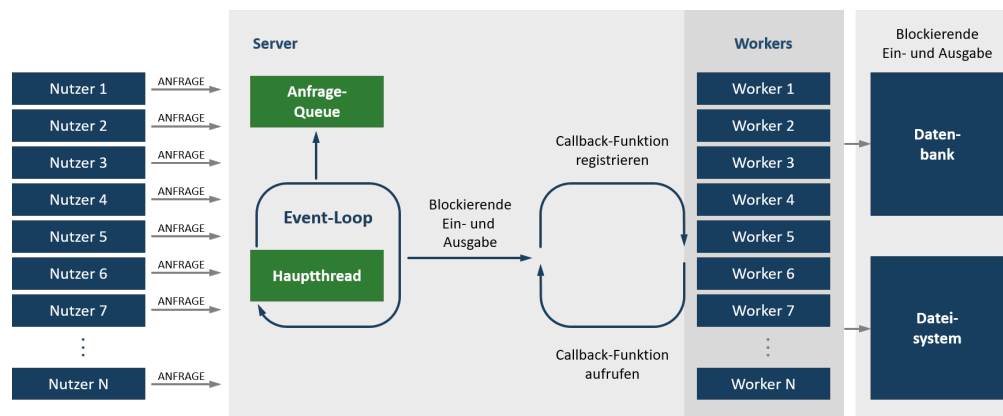 Nutzer 1
Nutzer 2
Nutzer 3
Nutzer 4
Nutzer 5
Nutzer 6
Nutzer 7
Nutzer N
ANFRAGE
ANFRAGE
ANFRAGE
ANFRAGE
ANFRAGE
ANFRAGE
ANFRAGE
ANFRAGE
Server
Anfrage-
Queue
Event-Loop
Hauptthread
Blockierende
Ein- und
Ausgabe
Callback-Funktion
registrieren
Callback-Funktion
aufrufen
Workers
Worker 1
Worker 2
Worker 3
Worker 4
Worker 5
Worker 6
Worker 7
Worker N
Blockierende
Ein- und Ausgabe
Daten-
bank
Datei-
system